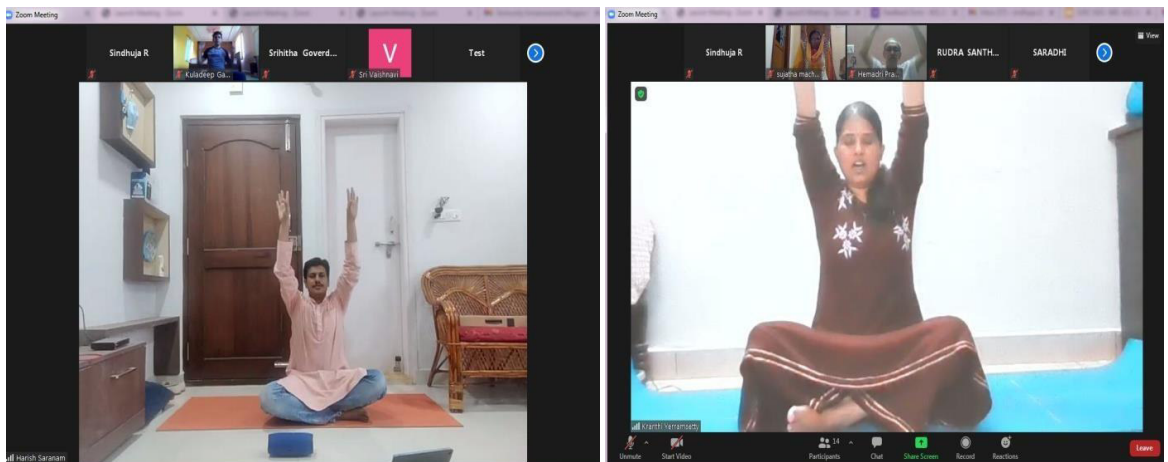 Zoom Meeting
Sindhuja R
Kuladeep Ga...
Srihitha Goverd...
V
Sri Vaishnavi
Test
Harish Saranam
Zoom Meeting
View
Sindhuja R
sujatha mach...
Hemadri Pra...
RUDRA SANTH...
SARADHI
Kranthi Yerramsetty
Unmute
Start Video
Participants
14
Chat
Share Screen
Record
Reactions
Leave